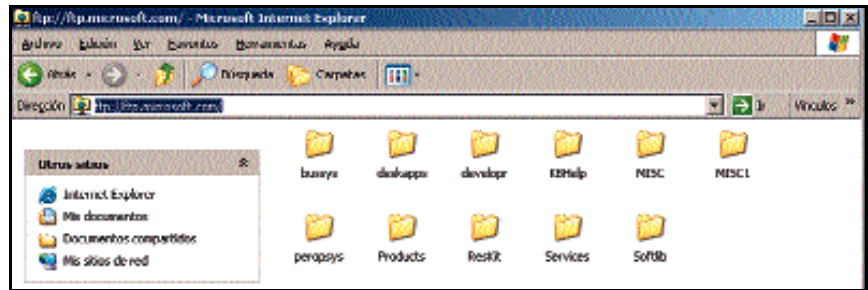 ftp://ftp.microsoft.com/ - Microsoft Internet Explorer
Archivo Edición Ver Favoritos Herramientas Ayuda
Atrás Búsqueda Carpetas
Dirección ftp://ftp.microsoft.com/ Ir Vínculos »
Otros sitios
Internet Explorer
Mis documentos
Documentos compartidos
Mis sitios de red
bussys deskapps developr KBHelp MISC MISC1
peropsys Products ResKit Services Softlib